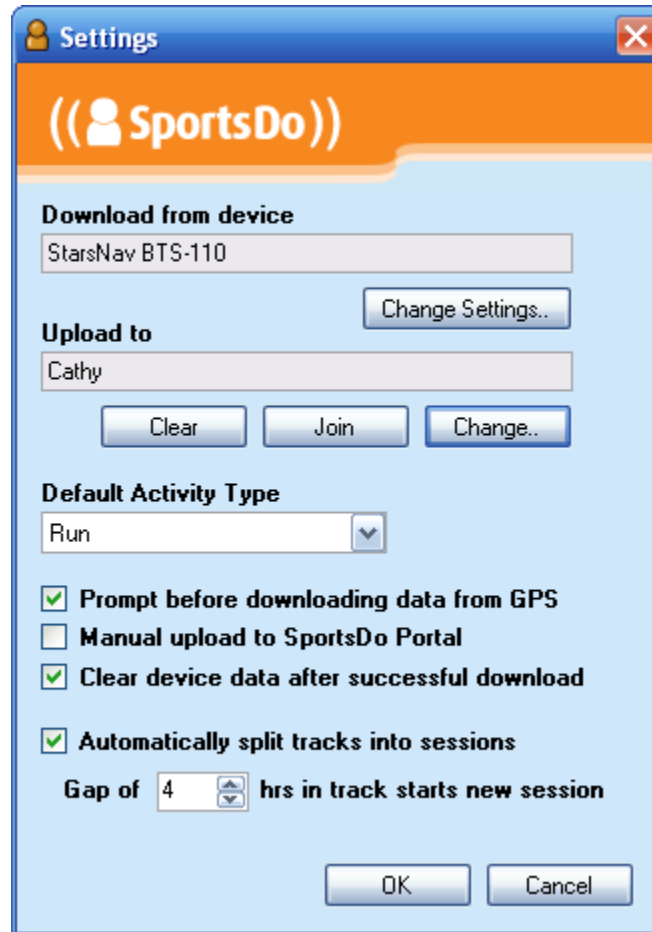 Settings
((SportsDo))
Download from device
StarsNav BTS-110
Change Settings..
Upload to
Cathy
Clear Join Change..
Default Activity Type
Run
Prompt before downloading data from GPS
Manual upload to SportsDo Portal
Clear device data after successful download
Automatically split tracks into sessions
Gap of 4 hrs in track starts new session
OK Cancel